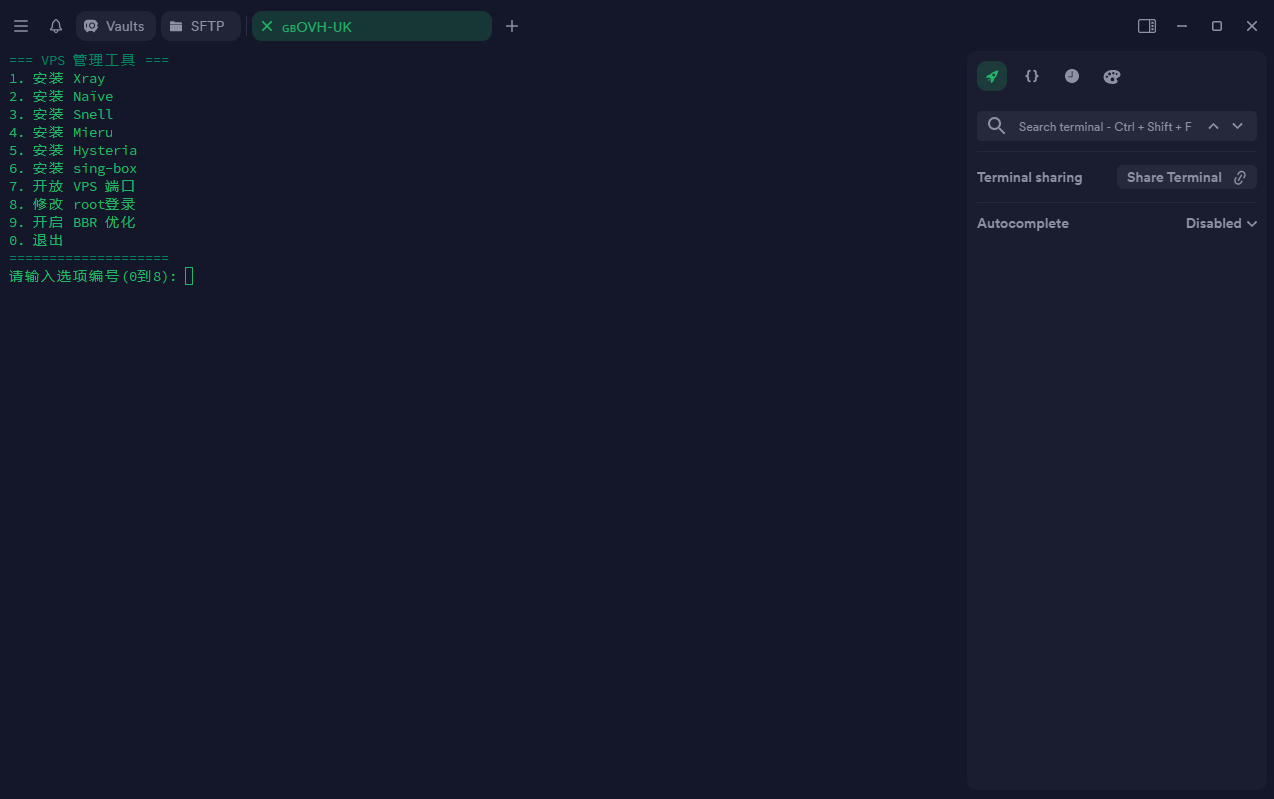 Vaults
SFTP
GBOVH-UK
=== VPS 管理工具 ===
1. 安装 Xray
2. 安装 Naïve
3. 安装 Snell
4. 安装 Mieru
5. 安装 Hysteria
6. 安装 sing-box
7. 开放 VPS 端口
8. 修改 root登录
9. 开启 BBR 优化
0. 退出
====================
请输入选项编号(0到8):
{}
Search terminal - Ctrl + Shift + F
Terminal sharing
Share Terminal
Autocomplete
Disabled